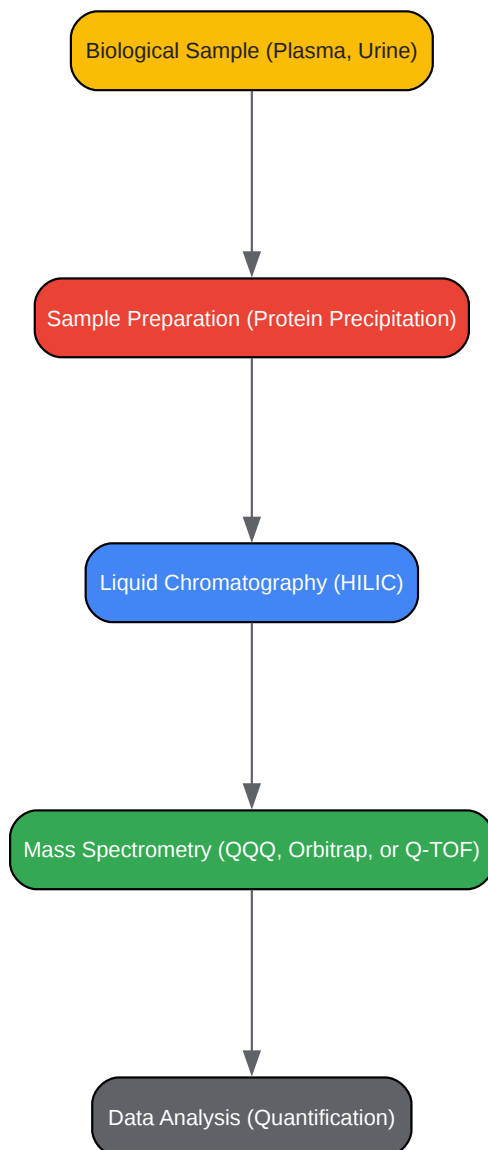 Biological Sample (Plasma, Urine)
Sample Preparation (Protein Precipitation)
Liquid Chromatography (HILIC)
Mass Spectrometry (QQQ, Orbitrap, or Q-TOF)
Data Analysis (Quantification)